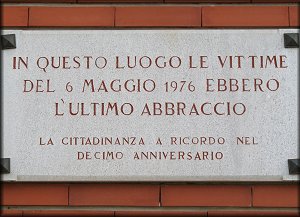 IN QUESTO LUOGO LE VITTIME
DEL 6 MAGGIO 1976 EBBERO
L'ULTIMO ABBRACCIO
LA CITTADINANZA A RICORDO NEL
DECIMO ANNIVERSARIO